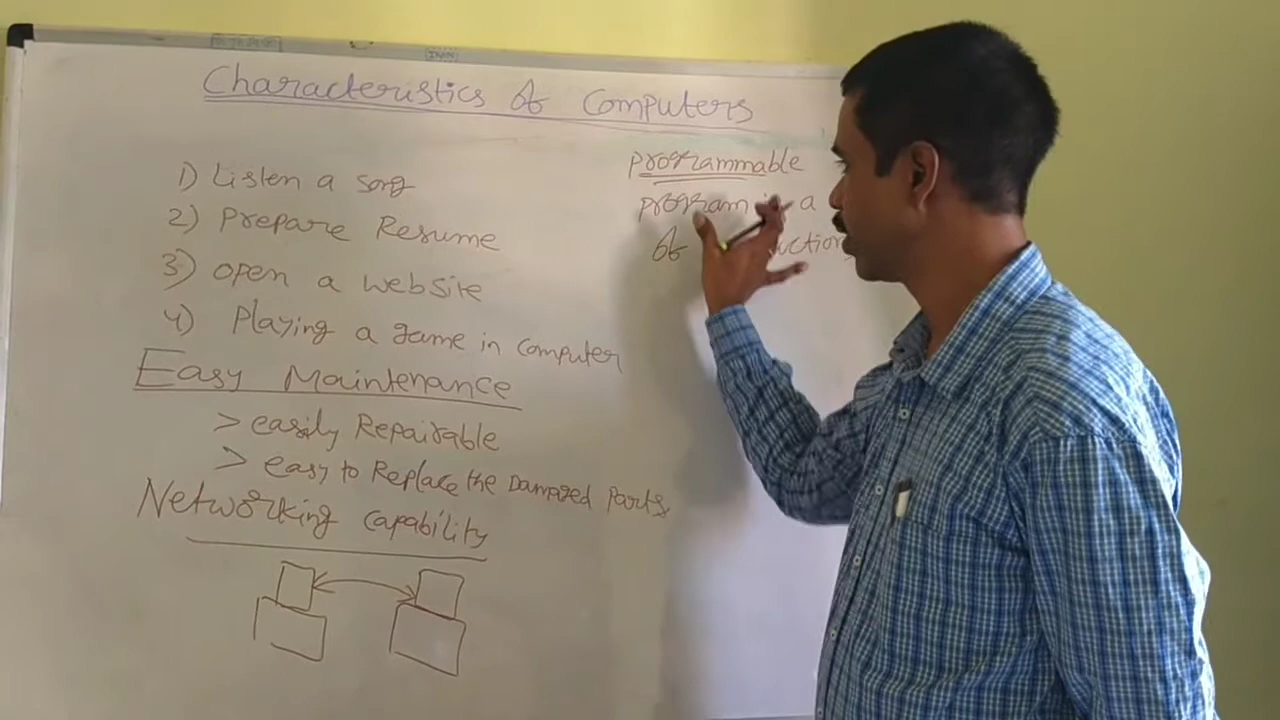 Characteristics of Computers
1) Listen a song
2) Prepare Resume
3) open a website
4) Playing a game in computer
Easy Maintenance
> easily Repairable
> easy to Replace the Damaged Parts.
Networking Capability
programmable
program is a
of